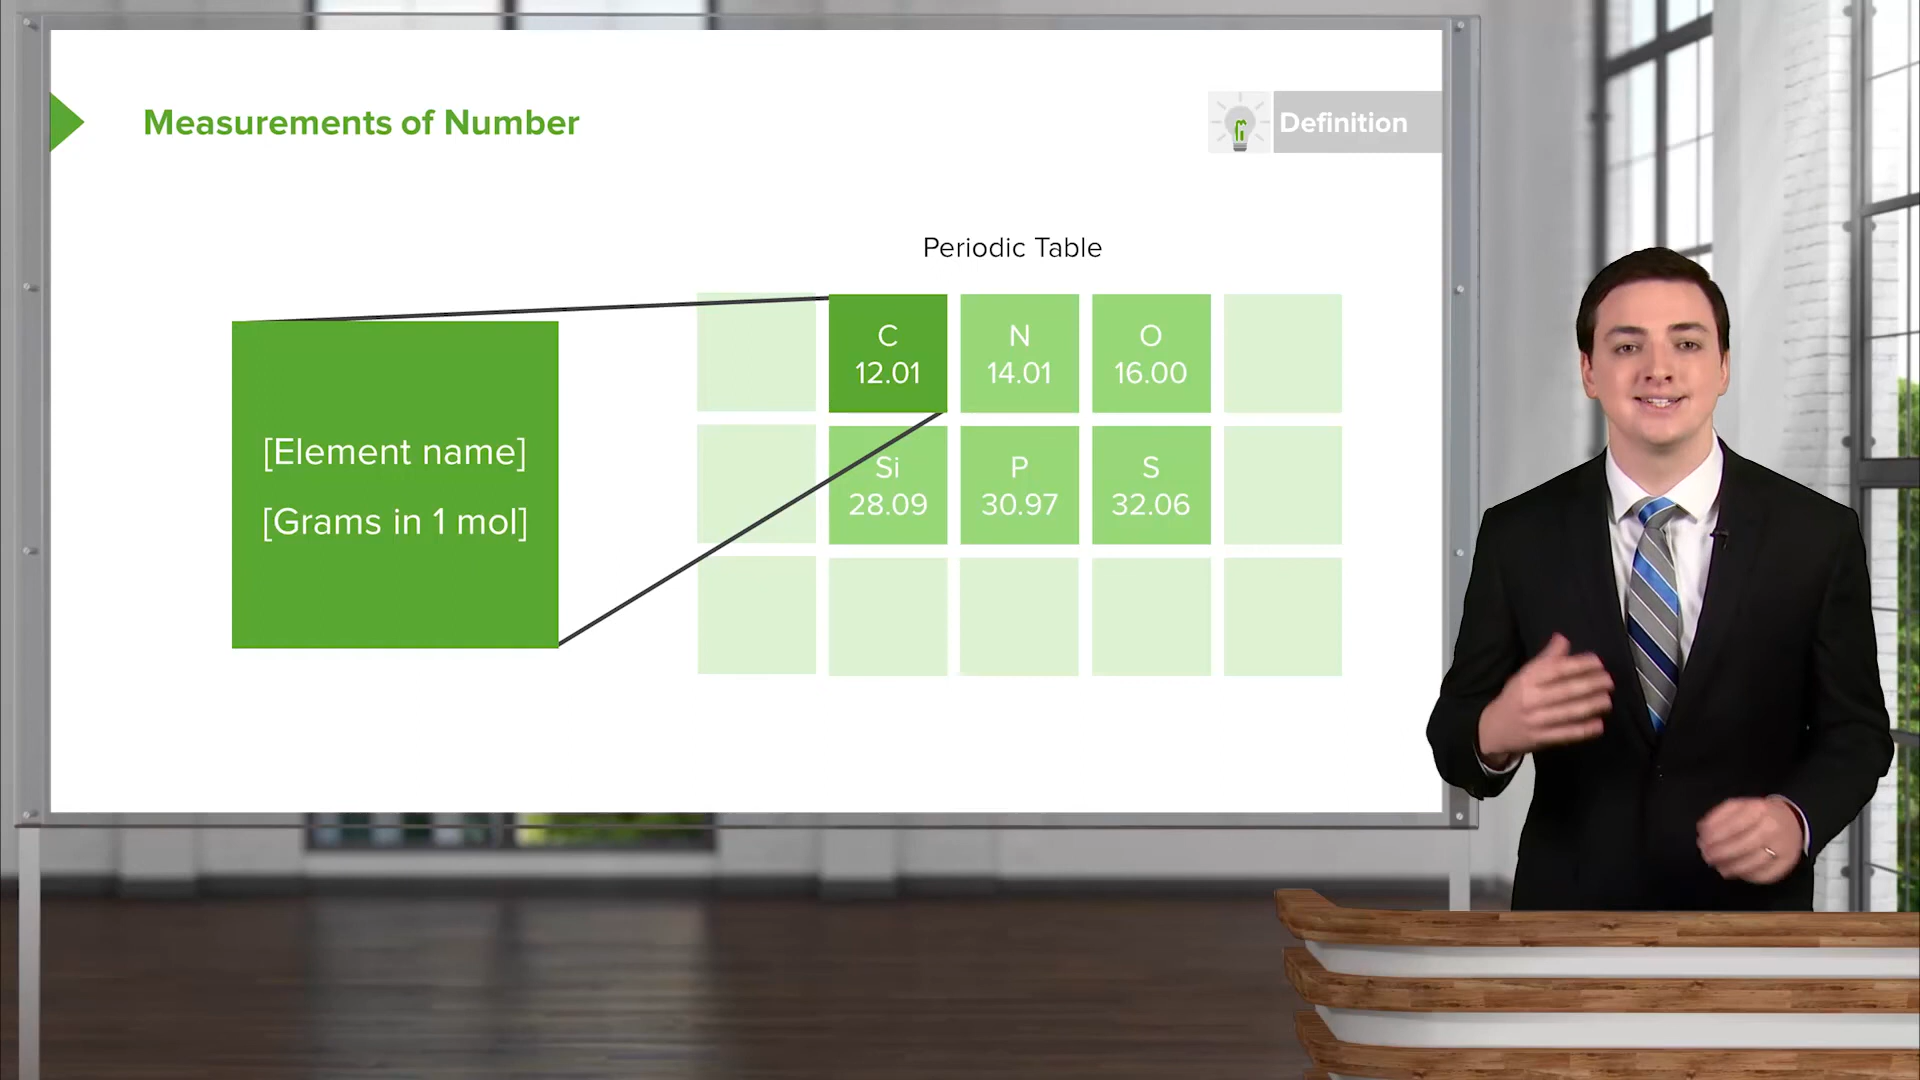 Measurements of Number
Definition
Periodic Table
[Element name]
[Grams in 1 mol]
C
12.01
N
14.01
O
16.00
Si
28.09
P
30.97
S
32.06